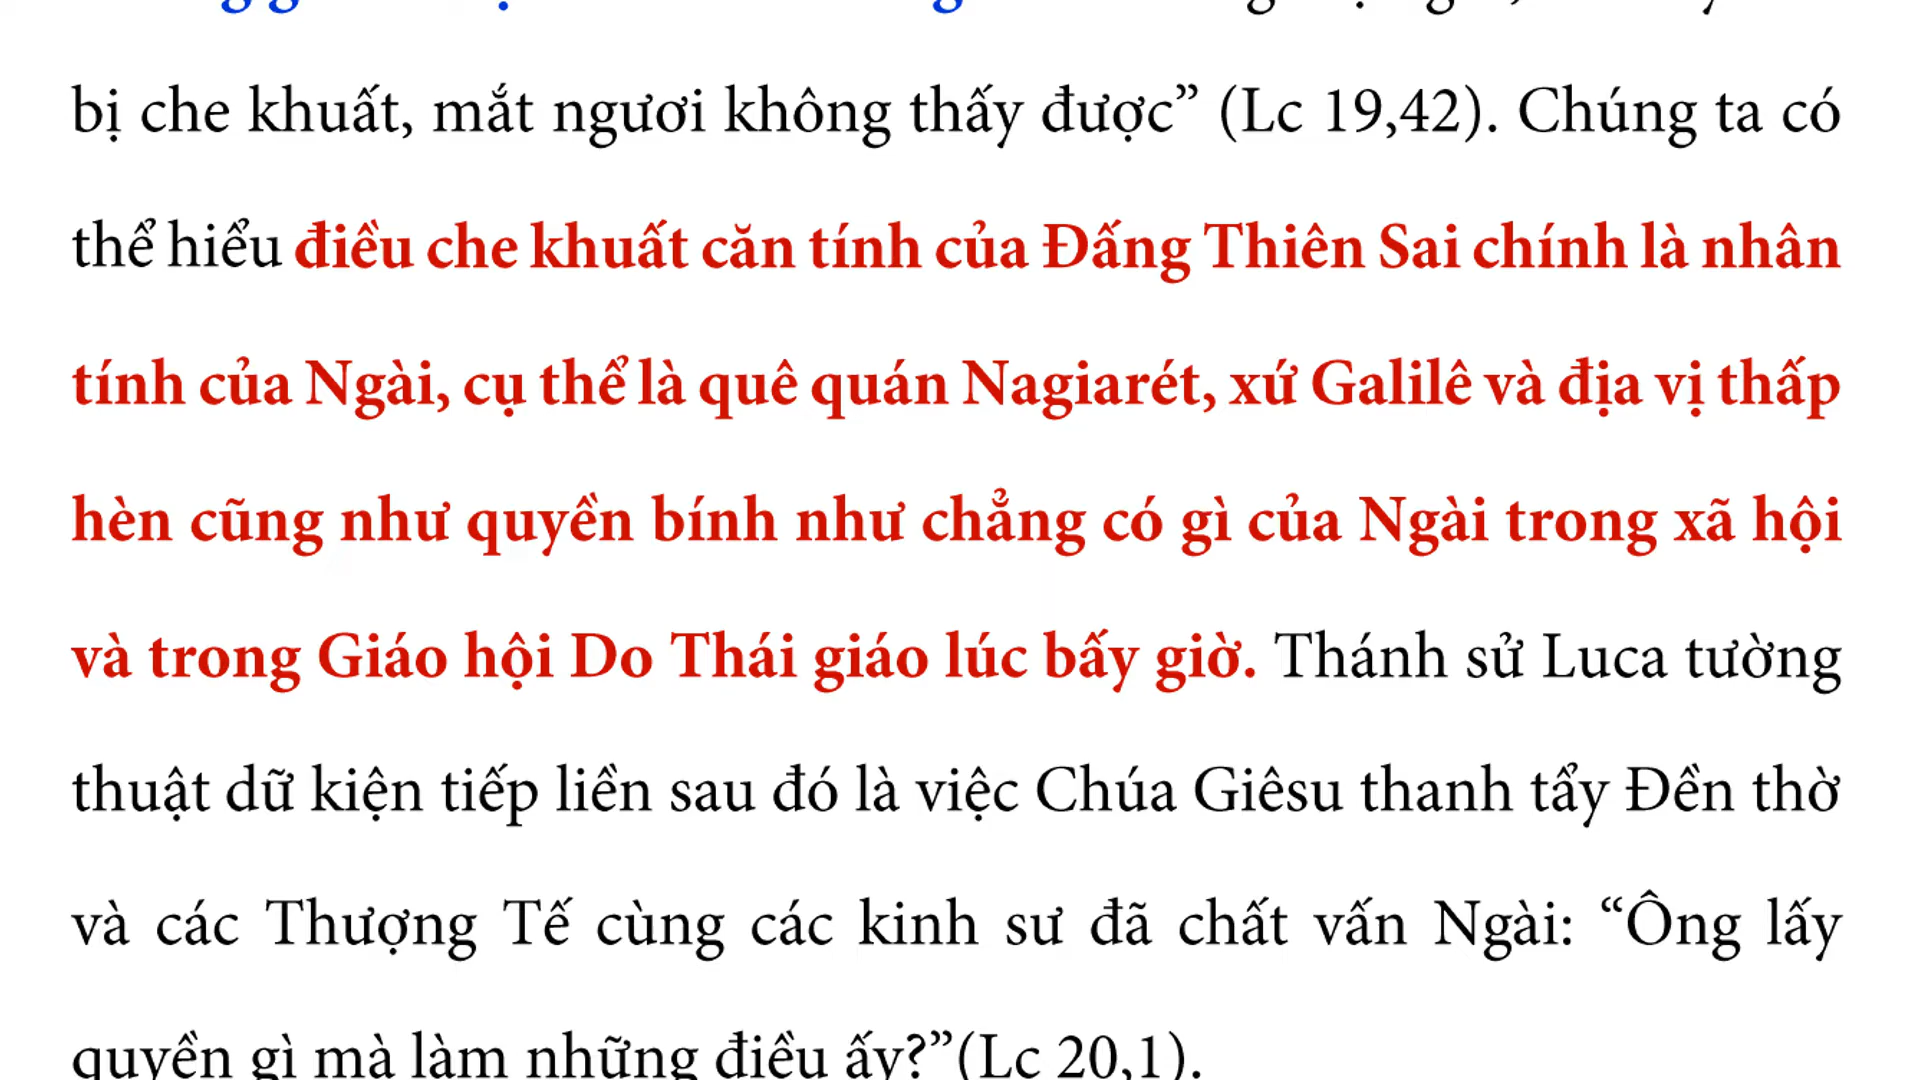 bị che khuất, mắt ngươi không thấy được” (Lc 19,42). Chúng ta có
thể hiểu điều che khuất căn tính của Đấng Thiên Sai chính là nhân
tính của Ngài, cụ thể là quê quán Nagiarét, xứ Galilê và địa vị thấp
hèn cũng như quyền bính như chẳng có gì của Ngài trong xã hội
và trong Giáo hội Do Thái giáo lúc bấy giờ. Thánh sử Luca tường
thuật dữ kiện tiếp liền sau đó là việc Chúa Giêsu thanh tẩy Đền thờ
và các Thượng Tế cùng các kinh sư đã chất vấn Ngài: “Ông lấy
quyền gì mà làm những điều ấy?”(Lc 20,1).